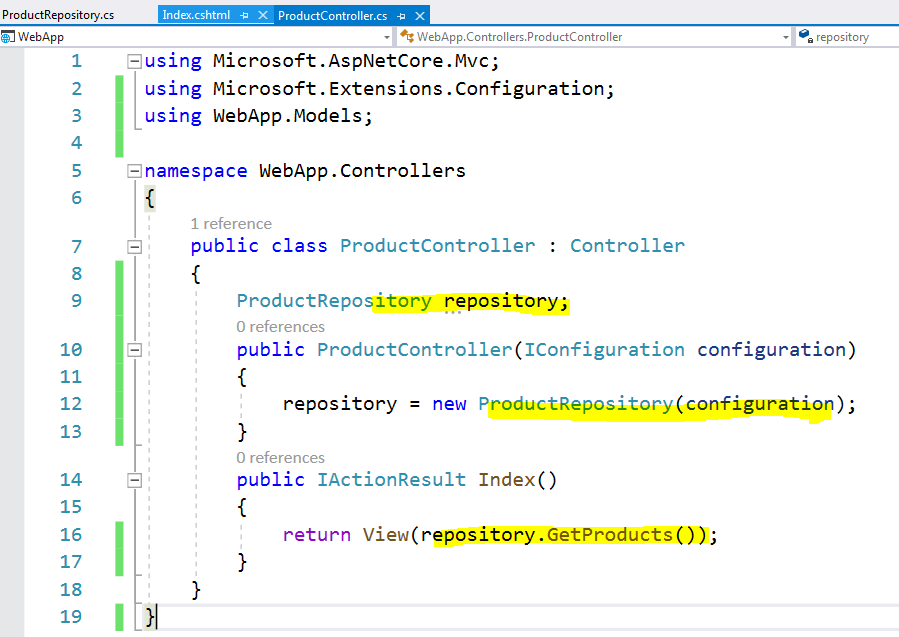 ProductRepository.cs Index.cshtml ProductController.cs
WebApp WebApp.Controllers.ProductController repository
1 using Microsoft.AspNetCore.Mvc;
2 using Microsoft.Extensions.Configuration;
3 using WebApp.Models;
4
5 namespace WebApp.Controllers
6 {
1 reference
7 public class ProductController : Controller
8 {
9 ProductRepository repository;
0 references
10 public ProductController(IConfiguration configuration)
11 {
12 repository = new ProductRepository(configuration);
13 }
0 references
14 public IActionResult Index()
15 {
16 return View(repository.GetProducts());
17 }
18 }
19 }